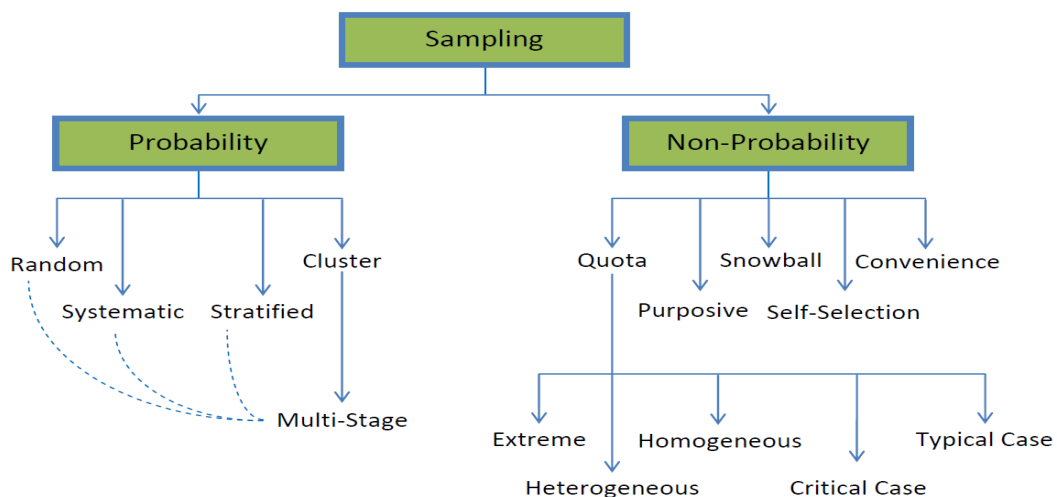 Sampling
Probability
Non-Probability
Random
Cluster
Quota
Snowball
Convenience
Systematic
Stratified
Purposive
Self-Selection
Multi-Stage
Extreme
Homogeneous
Typical Case
Heterogeneous
Critical Case